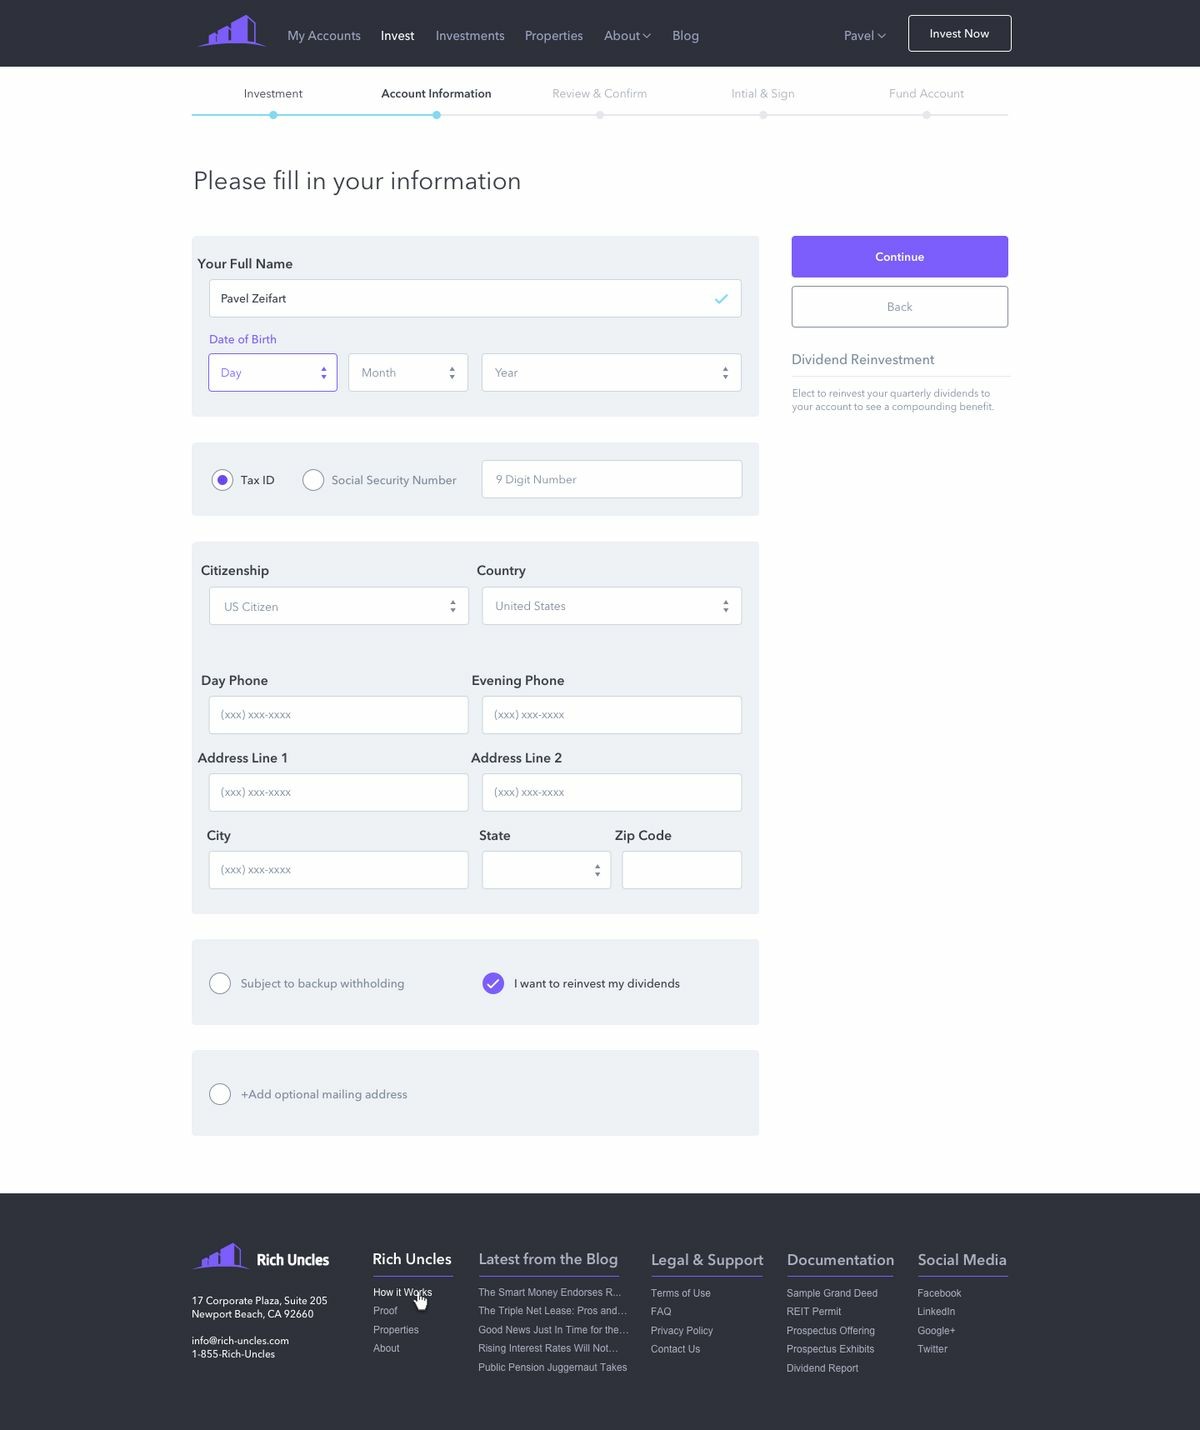 My Accounts
Invest
Investments
Properties
About
Blog
Pavel
Invest Now
Investment
Account Information
Review & Confirm
Intial & Sign
Fund Account
Please fill in your information
Your Full Name
Pavel Zeifart
Date of Birth
Day
Month
Year
Continue
Back
Dividend Reinvestment
Elect to reinvest your quarterly dividends to
your account to see a compounding benefit.
Tax ID
Social Security Number
9 Digit Number
Citizenship
Country
US Citizen
United States
Day Phone
Evening Phone
(xxx) xxx-xxxx
(xxx) xxx-xxxx
Address Line 1
Address Line 2
(xxx) xxx-xxxx
(xxx) xxx-xxxx
City
State
Zip Code
(xxx) xxx-xxxx
Subject to backup withholding
I want to reinvest my dividends
+Add optional mailing address
Rich Uncles
17 Corporate Plaza, Suite 205
Newport Beach, CA 92660
info@rich-uncles.com
1-855-Rich-Uncles
Rich Uncles
How it Works
Proof
Properties
About
Latest from the Blog
The Smart Money Endorses R...
The Triple Net Lease: Pros and...
Good News Just In Time for the...
Rising Interest Rates Will Not...
Public Pension Juggernaut Takes
Legal & Support
Terms of Use
FAQ
Privacy Policy
Contact Us
Documentation
Sample Grand Deed
REIT Permit
Prospectus Offering
Prospectus Exhibits
Dividend Report
Social Media
Facebook
LinkedIn
Google+
Twitter